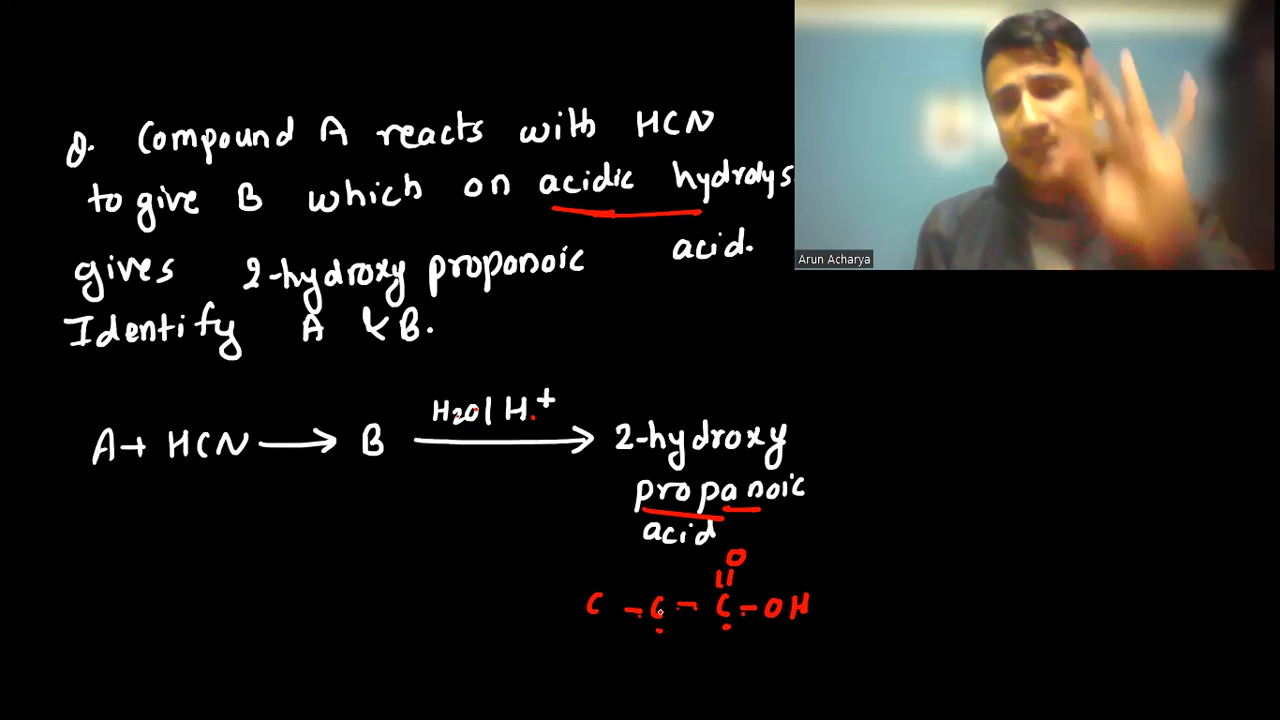 Q. Compound A reacts with HCN
to give B which on acidic hydrolys
gives 2-hydroxy propanoic acid.
Identify A & B.
Arun Acharya
A + HCN ⟶ B ⟶ 2-hydroxy
H2O | H+
propanoic
acid
O
||
C - C - C - OH